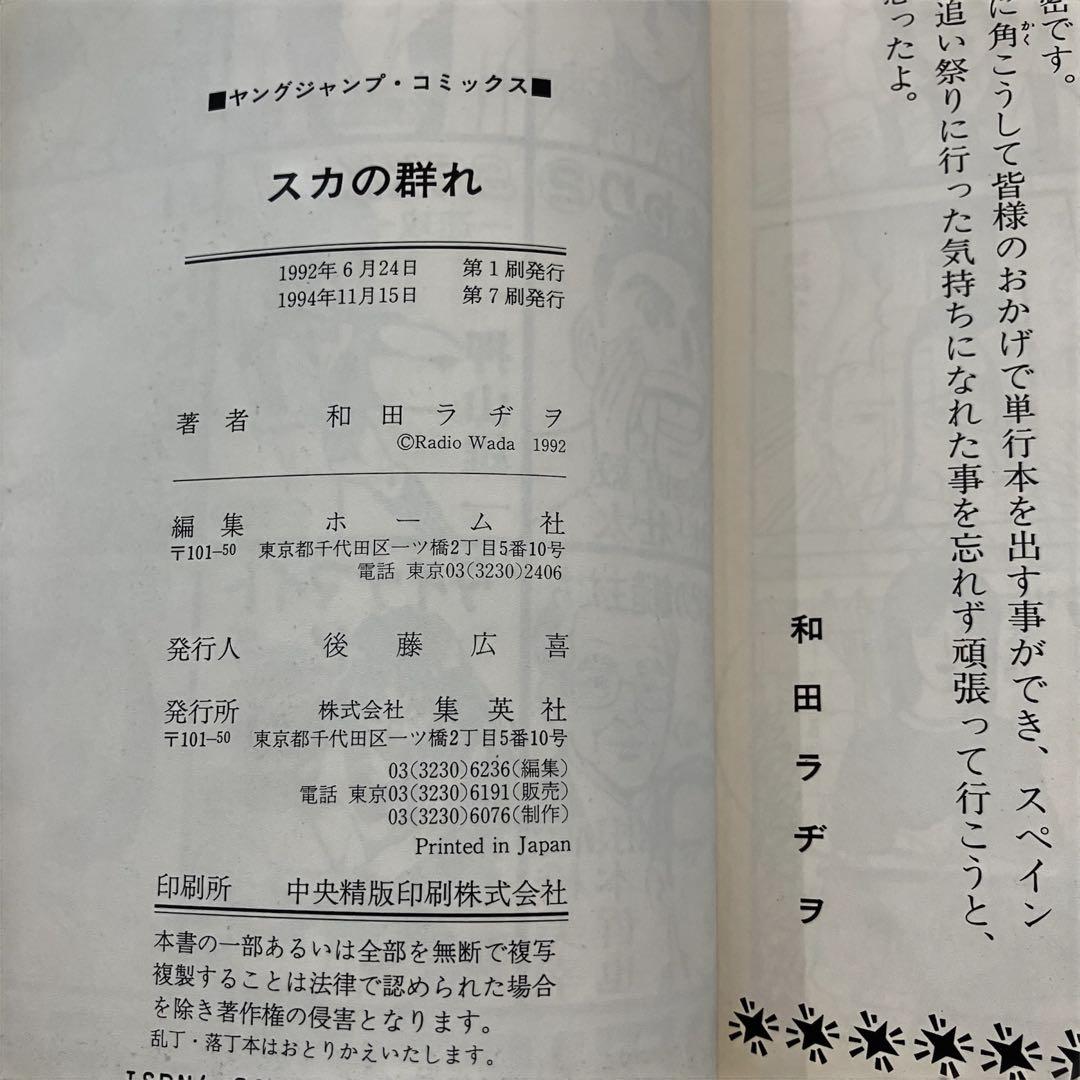 ■ヤングジャンプ・コミックス■
スカの群れ
1992年6月24日 第1刷発行
1994年11月15日 第7刷発行
著者 和田ラヂヲ
©Radio Wada 1992
編集 ホーム社
〒101-50 東京都千代田区一ツ橋2丁目5番10号
電話 東京03(3230)2406
発行人 後藤広喜
発行所 株式会社 集英社
〒101-50 東京都千代田区一ツ橋2丁目5番10号
03(3230)6236(編集)
電話 東京03(3230)6191(販売)
03(3230)6076(制作)
Printed in Japan
印刷所 中央精版印刷株式会社
本書の一部あるいは全部を無断で複写
複製することは法律で認められた場合
を除き著作権の侵害となります。
乱丁・落丁本はおとりかえいたします。
です。
に角こうして皆様のおかげで単行本を出す事ができ、スペイン
追い祭りに行った気持ちになれた事を忘れず頑張って行こうと、
ったよ。
和田ラヂヲ